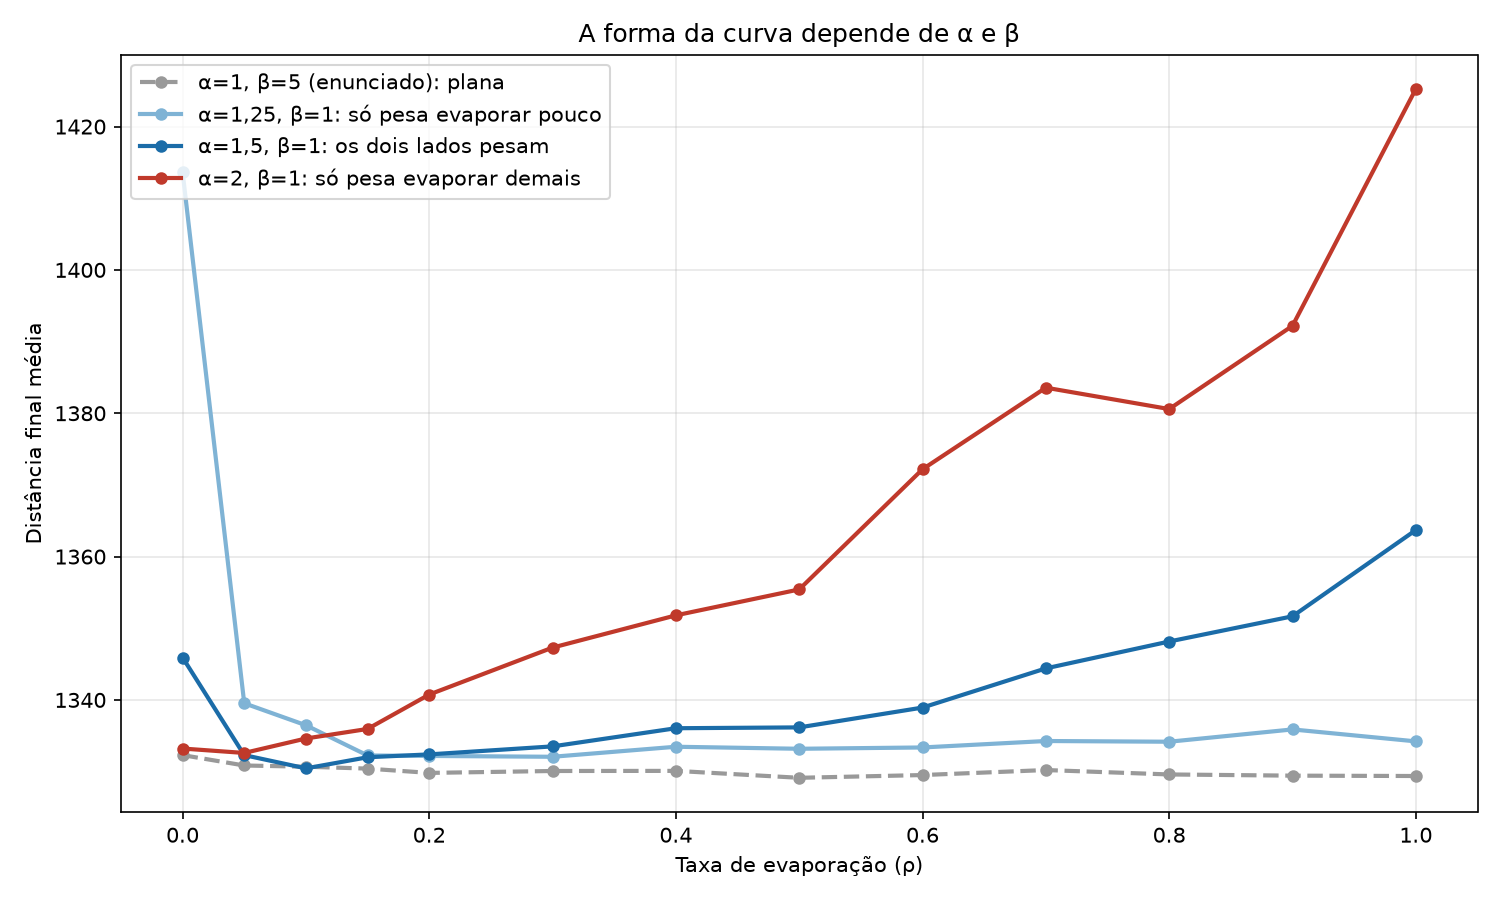 A forma da curva depende de α e β
α=1, β=5 (enunciado): plana
α=1,25, β=1: só pesa evaporar pouco
α=1,5, β=1: os dois lados pesam
α=2, β=1: só pesa evaporar demais
Distância final média
1420
1400
1380
1360
1340
0.0 0.2 0.4 0.6 0.8 1.0
Taxa de evaporação (ρ)